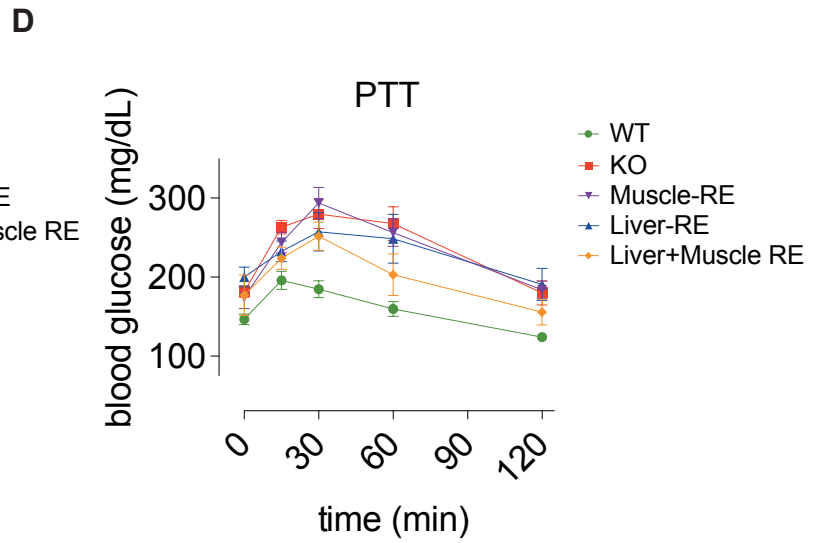 D
PTT
blood glucose (mg/dL)
300
200
100
0
30
60
90
120
time (min)
WT
KO
Muscle-RE
Liver-RE
Liver+Muscle RE
E
scle RE